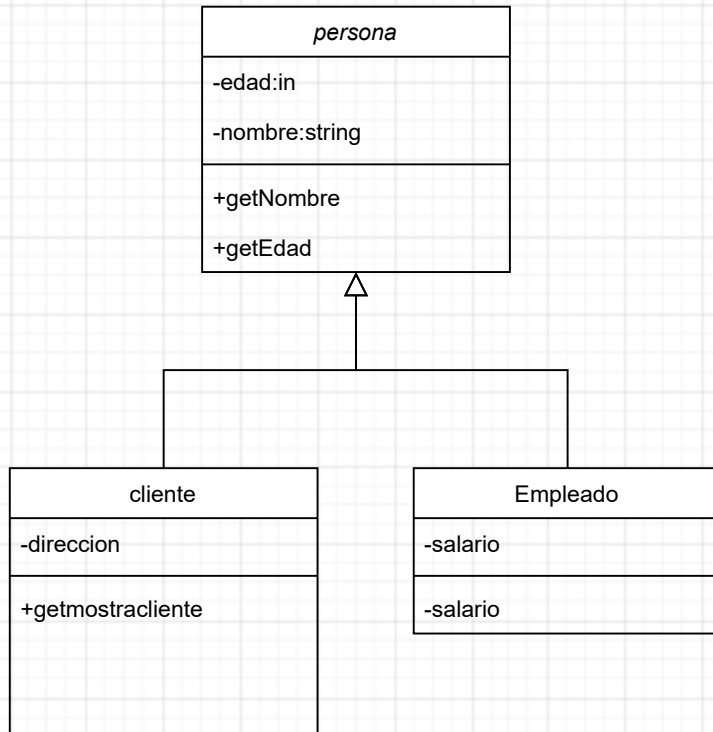 persona
-edad:in
-nombre:string
+getNombre
+getEdad
cliente
-direccion
+getmostracliente
Empleado
-salario
-salario